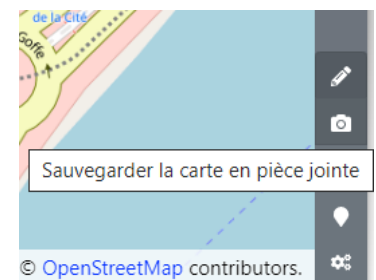 de la Cité
Goffe
Sauvegarder la carte en pièce jointe
© OpenStreetMap contributors.